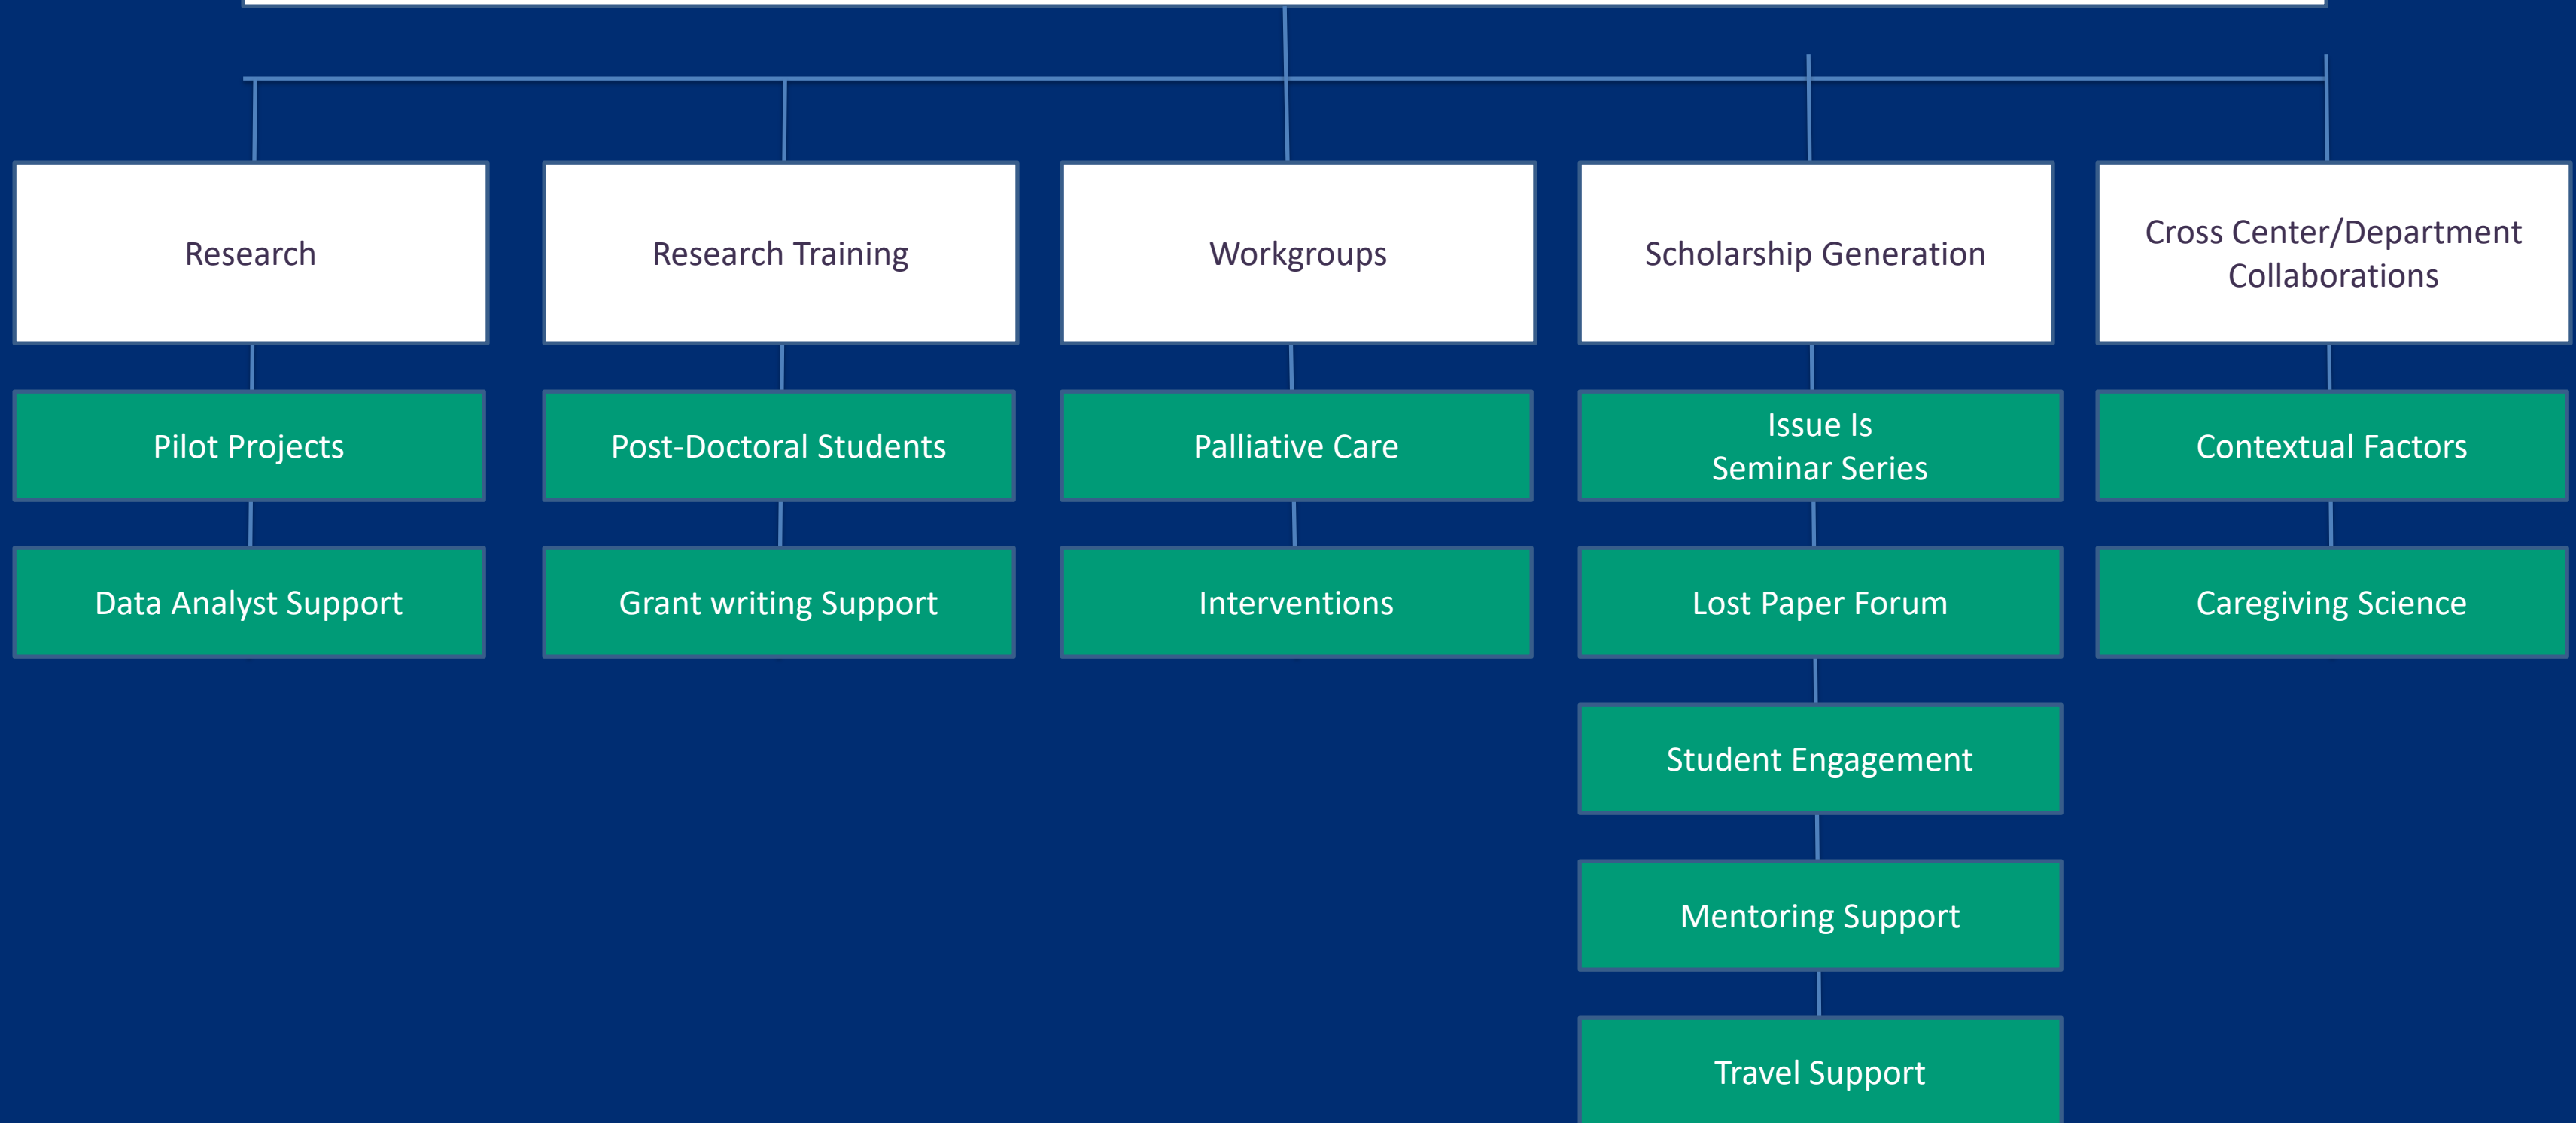 Research
Research Training
Workgroups
Scholarship Generation
Cross Center/Department
Collaborations
Pilot Projects
Post-Doctoral Students
Palliative Care
Issue Is
Seminar Series
Contextual Factors
Data Analyst Support
Grant writing Support
Interventions
Lost Paper Forum
Caregiving Science
Student Engagement
Mentoring Support
Travel Support